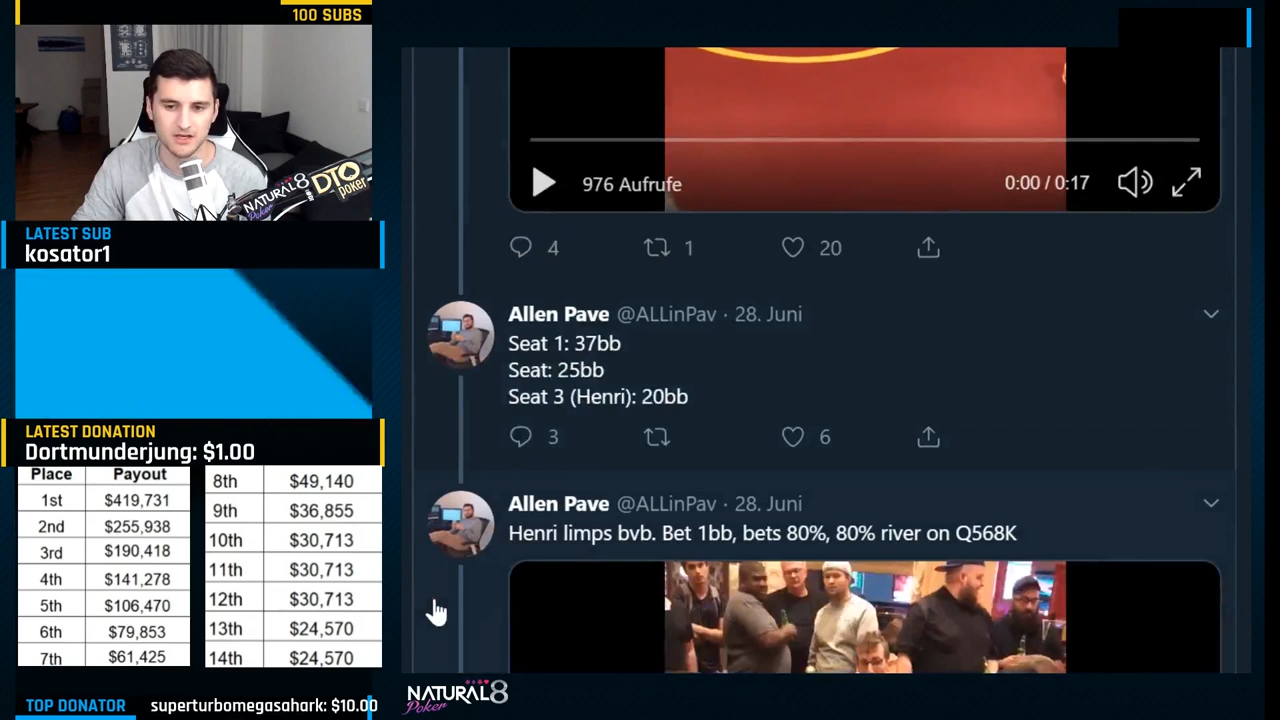 100 SUBS
NATURAL8
Poker
DTO
poker
LATEST SUB
kosator1
LATEST DONATION
Dortmunderjung: $1.00
Place Payout
1st $419,731
2nd $255,938
3rd $190,418
4th $141,278
5th $106,470
6th $79,853
7th $61,425
8th $49,140
9th $36,855
10th $30,713
11th $30,713
12th $30,713
13th $24,570
14th $24,570
TOP DONATOR superturbomegasahark: $10.00
976 Aufrufe 0:00 / 0:17
4 1 20
Allen Pave @ALLinPav · 28. Juni
Seat 1: 37bb
Seat: 25bb
Seat 3 (Henri): 20bb
3 6
Allen Pave @ALLinPav · 28. Juni
Henri limps bvb. Bet 1bb, bets 80%, 80% river on Q568K
NATURAL8
Poker